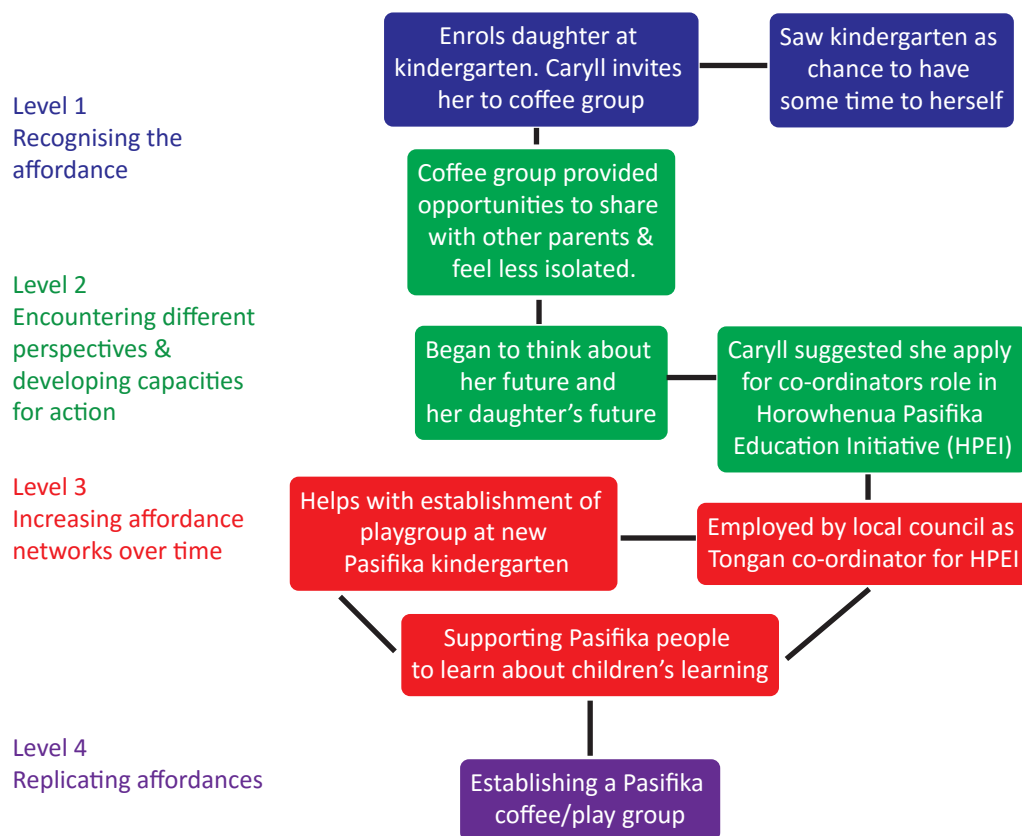 Enrols daughter at
kindergarten. Caryll invites
her to coffee group
Saw kindergarten as
chance to have
some time to herself
Level 1
Recognising the
affordance
Coffee group provided
opportunities to share
with other parents &
feel less isolated.
Level 2
Encountering different
perspectives &
developing capacities
for action
Began to think about
her future and
her daughter's future
Caryll suggested she apply
for co-ordinators role in
Horowhenua Pasifika
Education Initiative (HPEI)
Level 3
Increasing affordance
networks over time
Helps with establishment of
playgroup at new
Pasifika kindergarten
Employed by local council as
Tongan co-ordinator for HPEI
Supporting Pasifika people
to learn about children's learning
Level 4
Replicating affordances
Establishing a Pasifika
coffee/play group